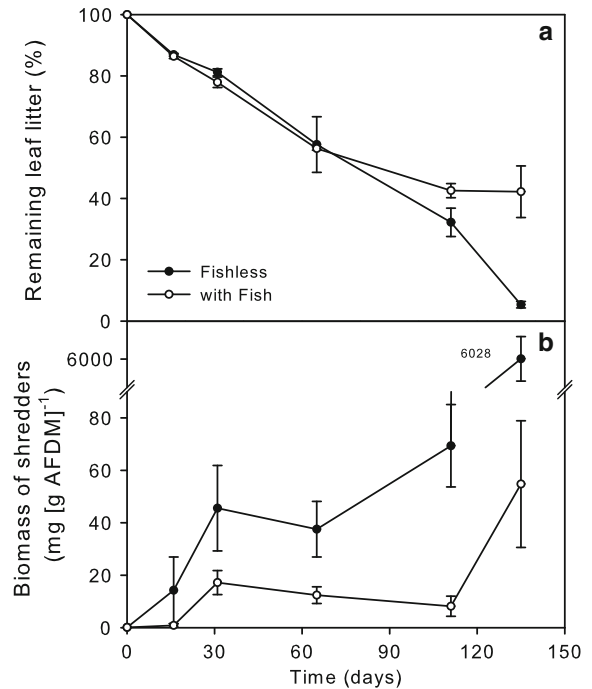 100
80
60
40
20
0
Remaining leaf litter (%)
a
Fishless
with Fish
6000
80
60
40
20
0
Biomass of shredders
(mg [g AFDM]-1)
6028
b
0 30 60 90 120 150
Time (days)